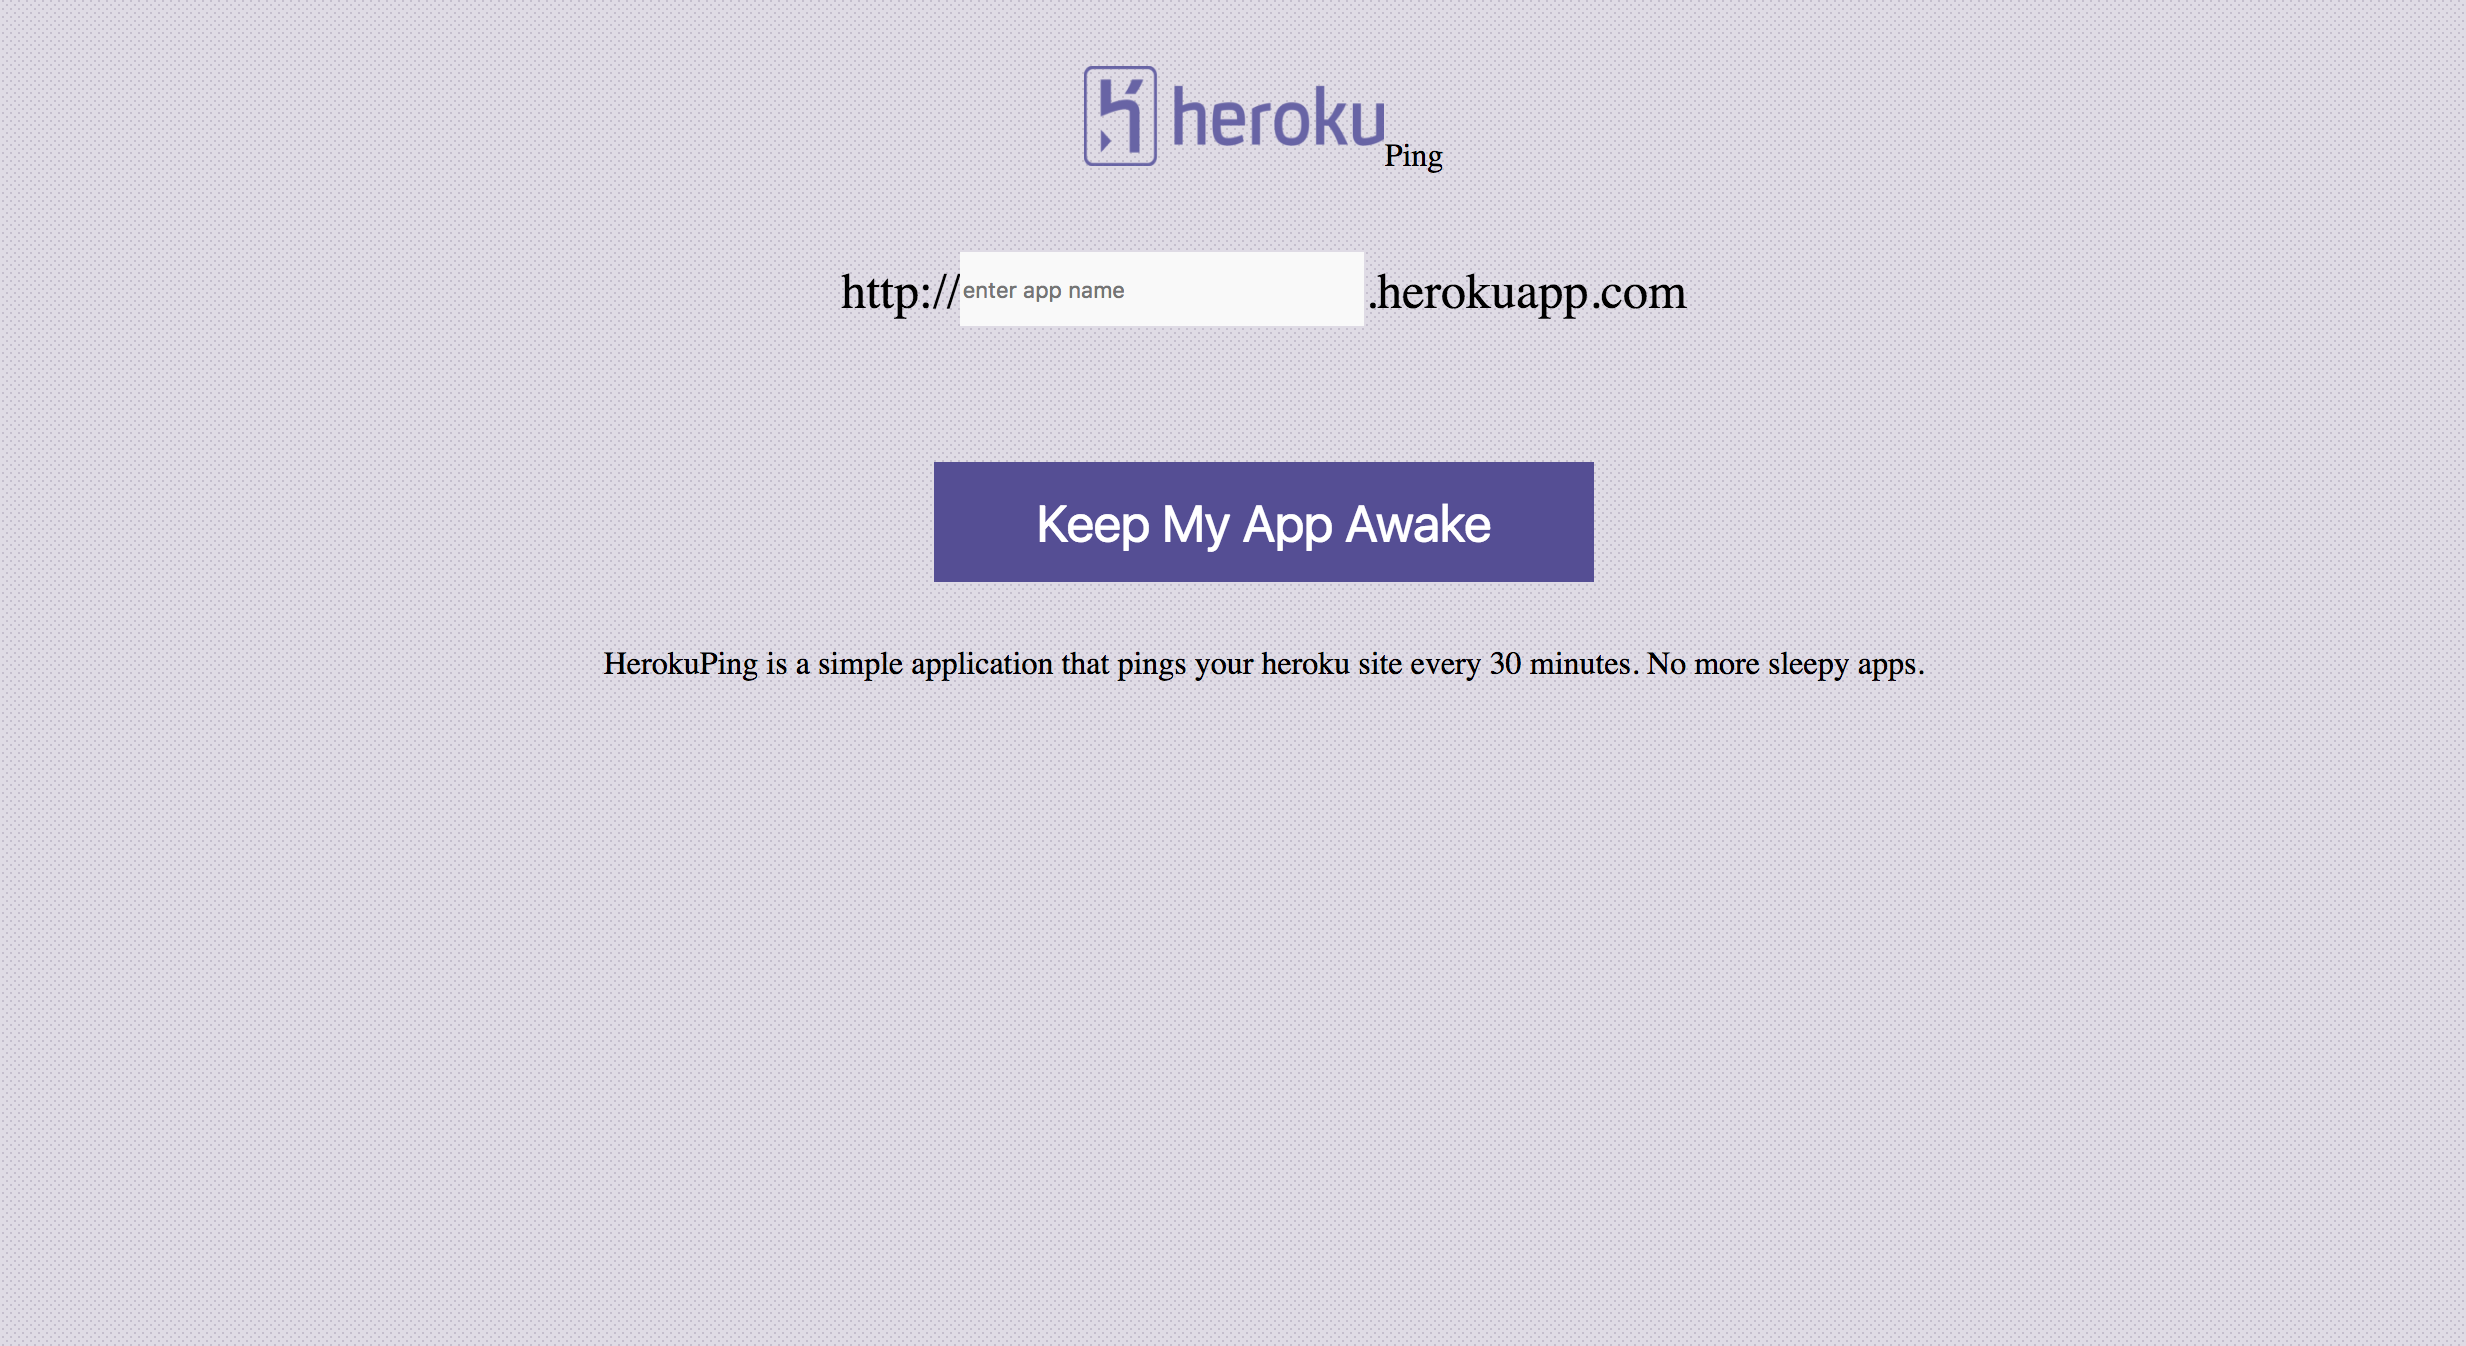 heroku Ping
http:// enter app name .herokuapp.com
Keep My App Awake
HerokuPing is a simple application that pings your heroku site every 30 minutes. No more sleepy apps.